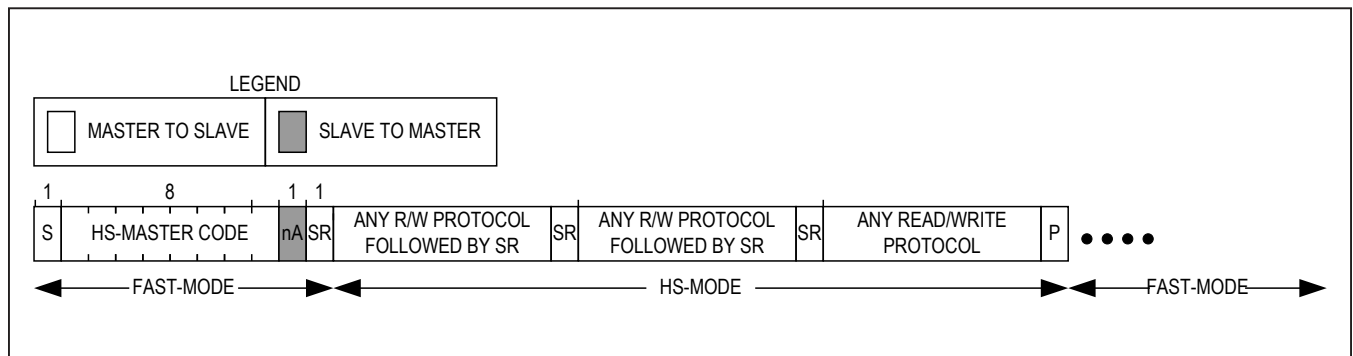 LEGEND
MASTER TO SLAVE SLAVE TO MASTER
1 8 1 1
S HS-MASTER CODE nA SR ANY R/W PROTOCOL FOLLOWED BY SR SR ANY R/W PROTOCOL FOLLOWED BY SR SR ANY READ/WRITE PROTOCOL P
FAST-MODE HS-MODE FAST-MODE